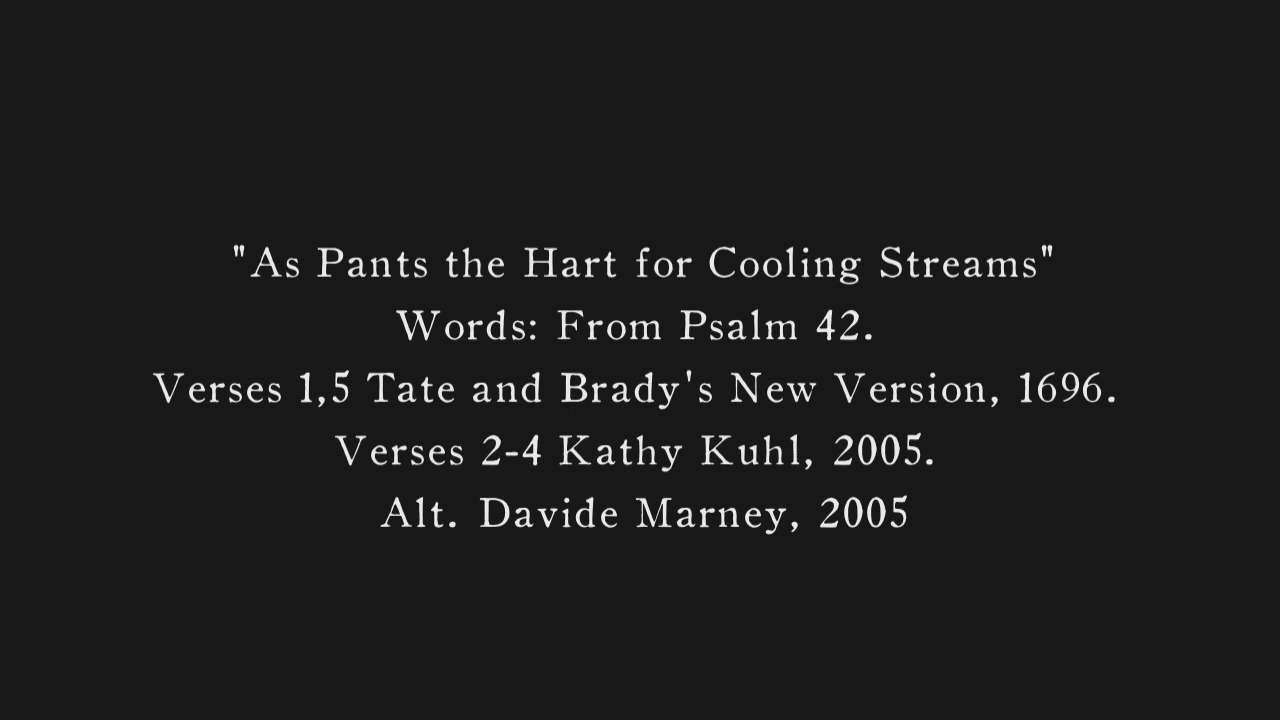 "As Pants the Hart for Cooling Streams"
Words: From Psalm 42.
Verses 1,5 Tate and Brady's New Version, 1696.
Verses 2-4 Kathy Kuhl, 2005.
Alt. Davide Marney, 2005